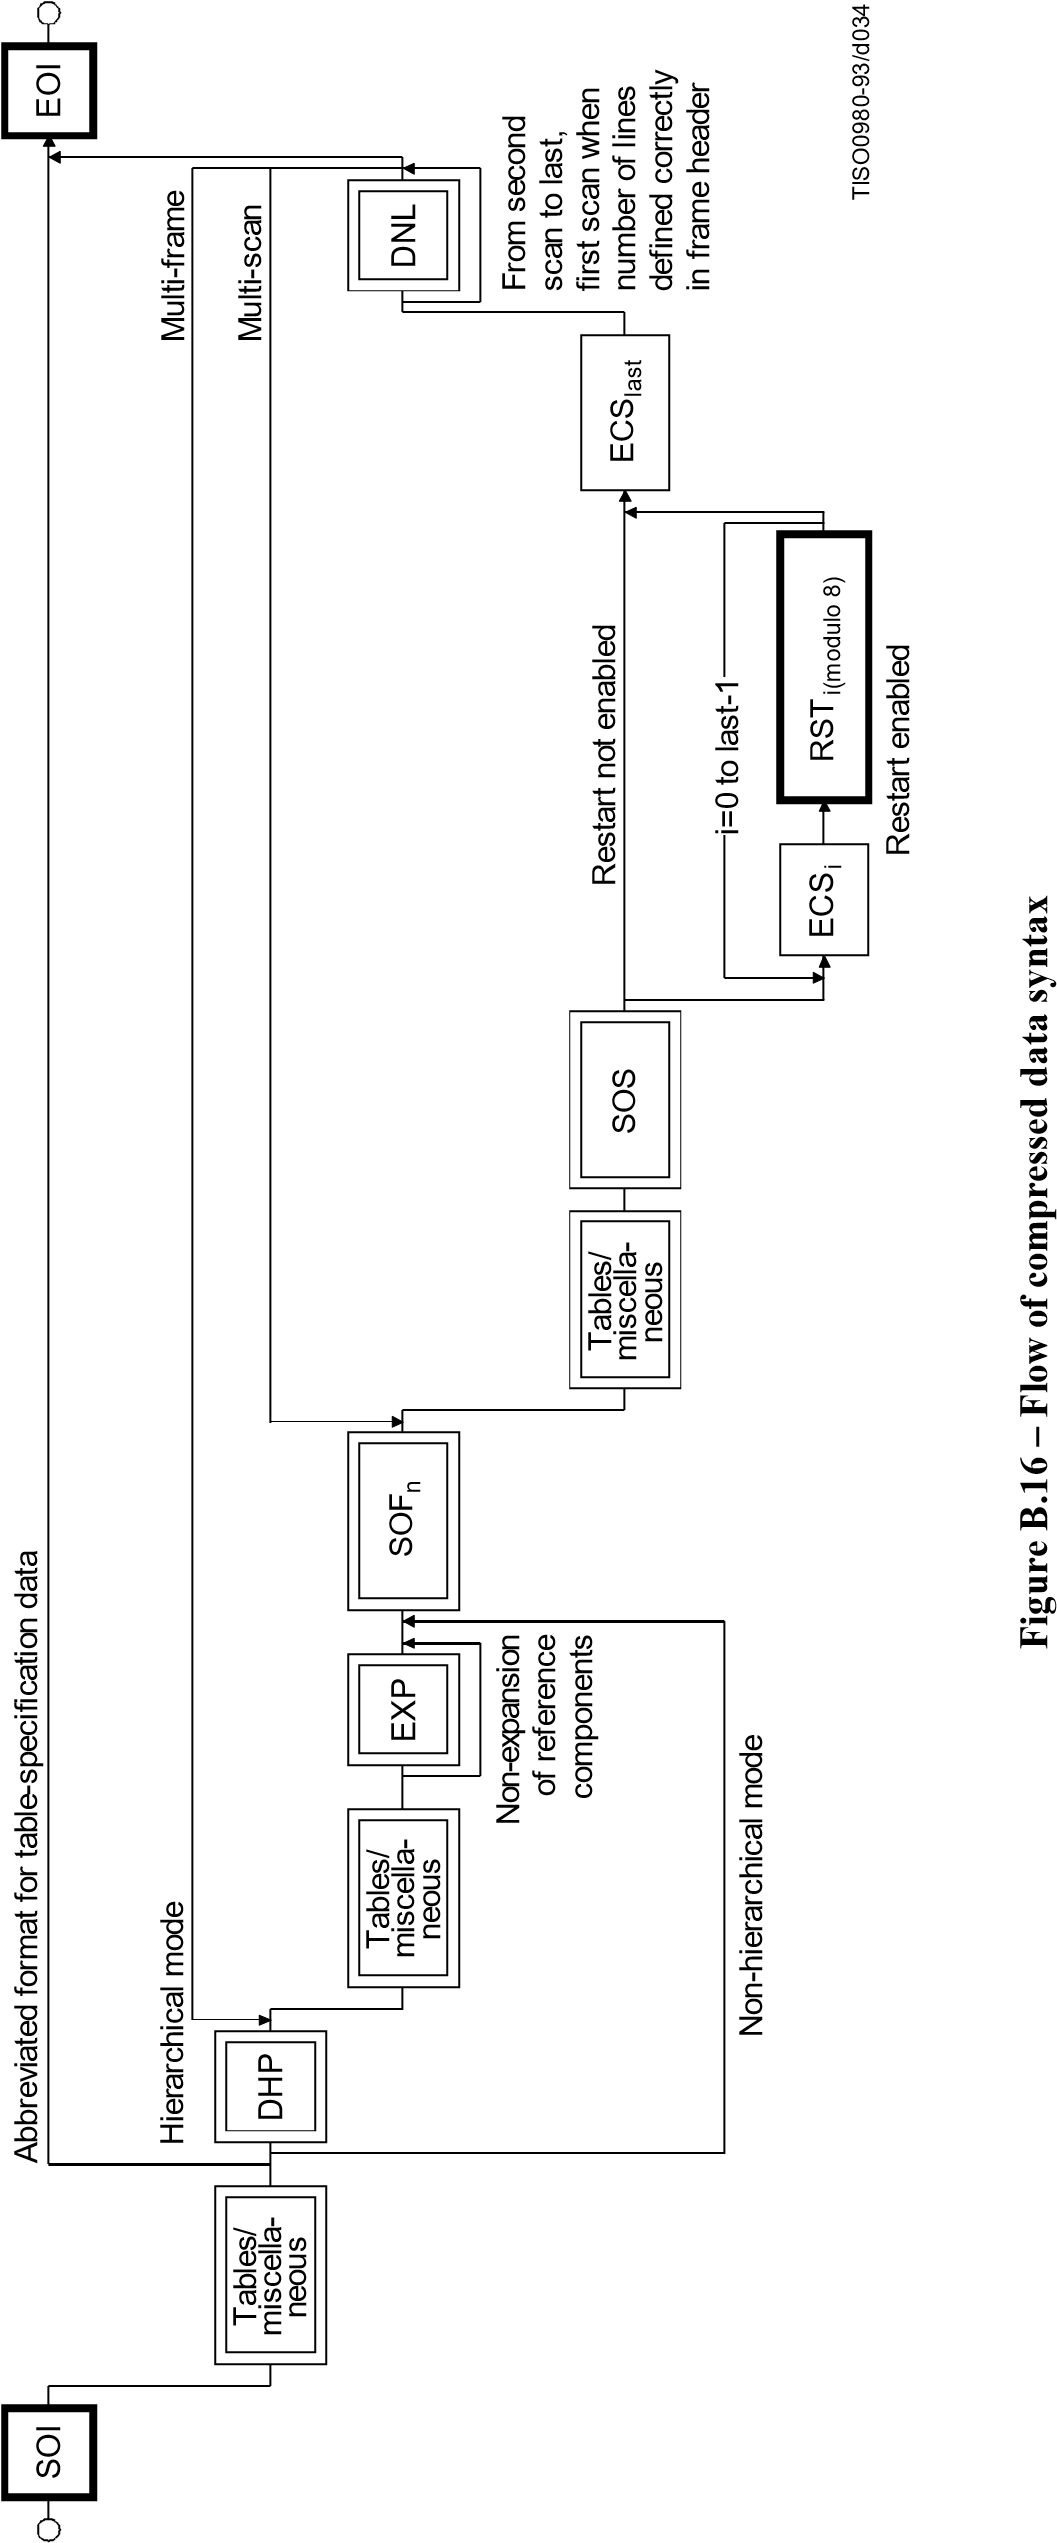 SOI
Tables/
miscella-
neous
Abbreviated format for table-specification data
Hierarchical mode
DHP
Non-hierarchical mode
Tables/
miscella-
neous
EXP
Non-expansion
of reference
components
SOFn
Tables/
miscella-
neous
SOS
Restart not enabled
ECSi
i=0 to last-1
RSTi(modulo 8)
Restart enabled
ECSlast
Multi-frame
Multi-scan
DNL
From second
scan to last,
first scan when
number of lines
defined correctly
in frame header
EOI
TISO0980-93/d034
Figure B.16 – Flow of compressed data syntax